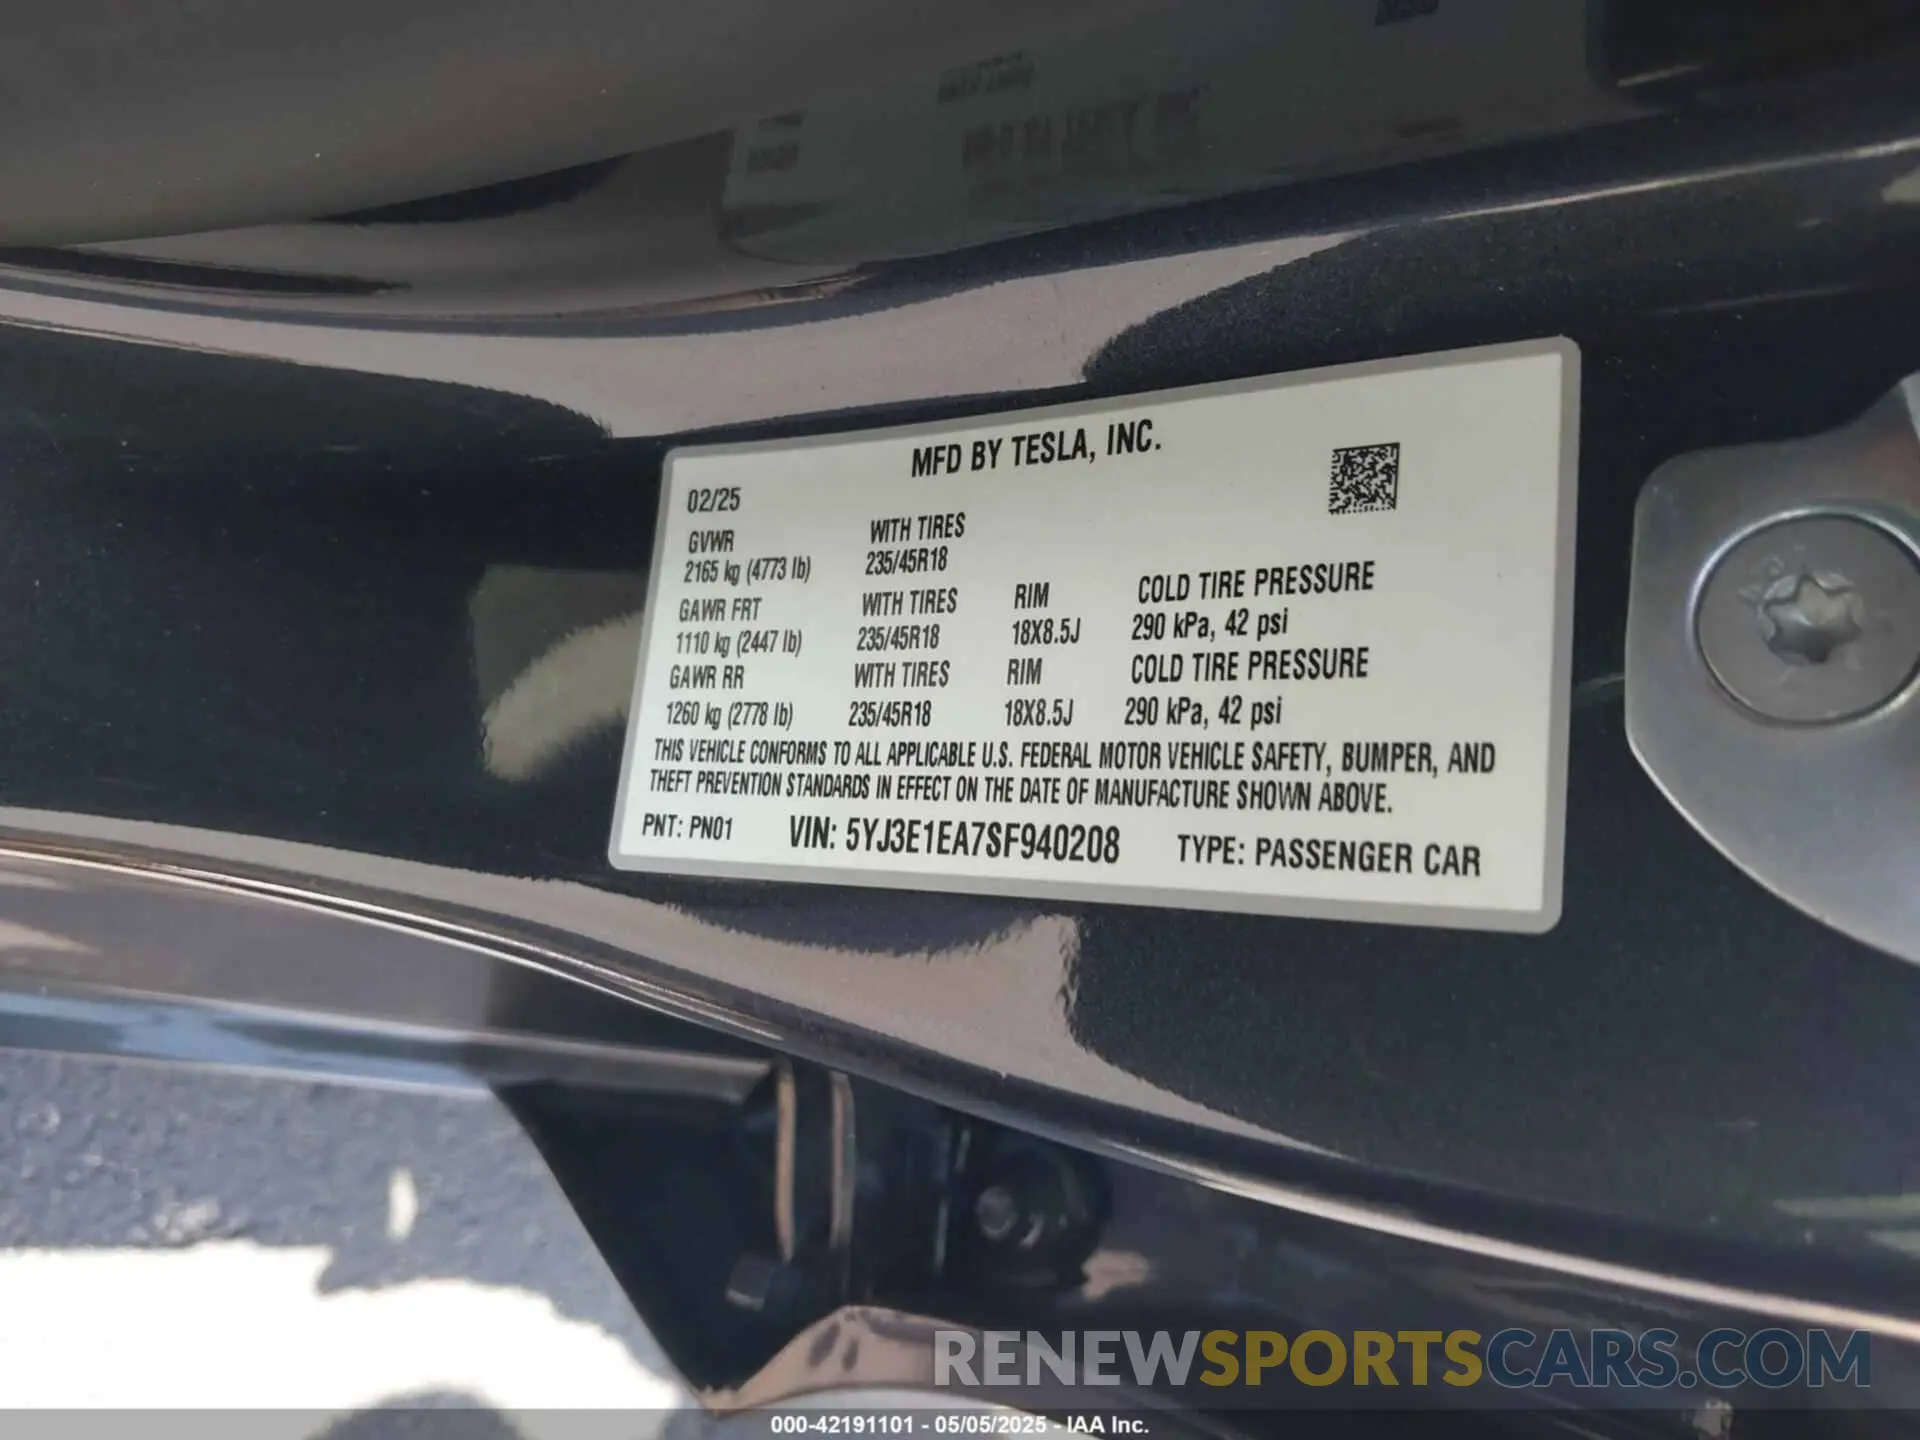 MFD BY TESLA, INC.
02/25
GVWR WITH TIRES
2165 kg (4773 lb) 235/45R18
GAWR FRT WITH TIRES RIM COLD TIRE PRESSURE
1110 kg (2447 lb) 235/45R18 18X8.5J 290 kPa, 42 psi
GAWR RR WITH TIRES RIM COLD TIRE PRESSURE
1260 kg (2778 lb) 235/45R18 18X8.5J 290 kPa, 42 psi
THIS VEHICLE CONFORMS TO ALL APPLICABLE U.S. FEDERAL MOTOR VEHICLE SAFETY, BUMPER, AND
THEFT PREVENTION STANDARDS IN EFFECT ON THE DATE OF MANUFACTURE SHOWN ABOVE.
PNT: PN01 VIN: 5YJ3E1EA7SF940208 TYPE: PASSENGER CAR
RENEWSPORTSCARS.COM
000-42191101 - 05/05/2025 - IAA Inc.